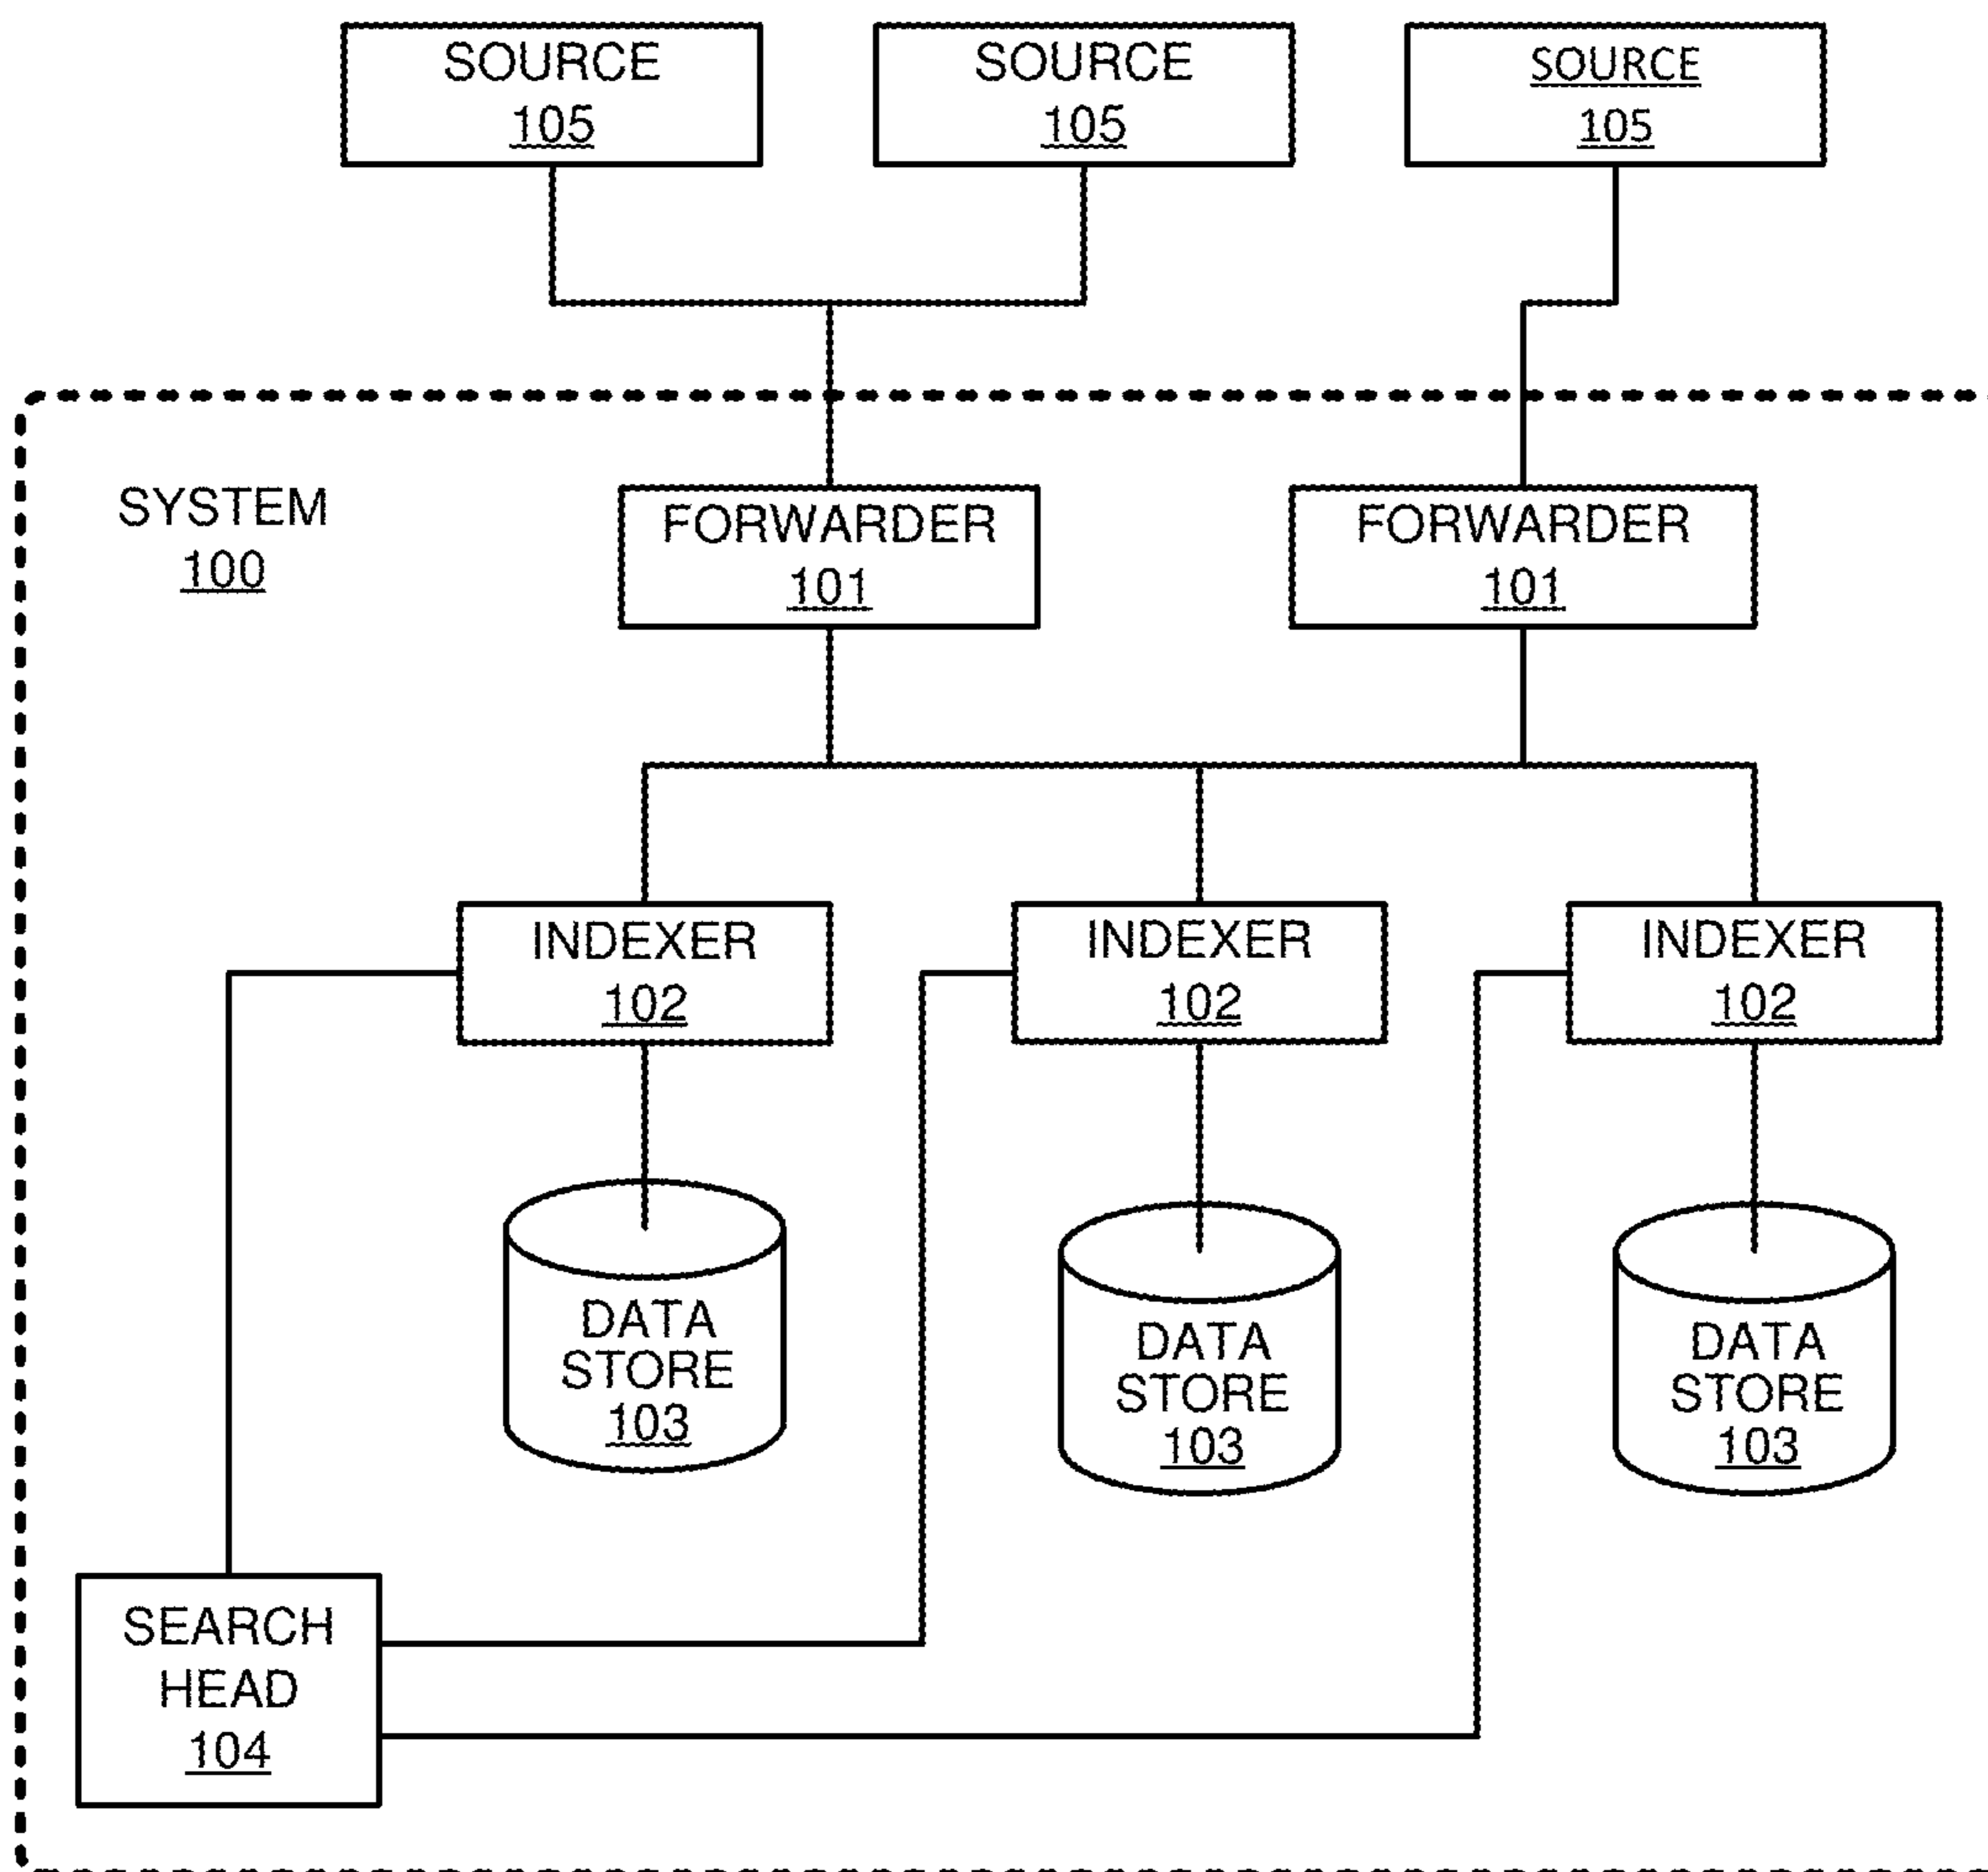 SOURCE
105
SOURCE
105
SOURCE
105
SYSTEM
100
FORWARDER
101
FORWARDER
101
INDEXER
102
INDEXER
102
INDEXER
102
DATA
STORE
103
DATA
STORE
103
DATA
STORE
103
SEARCH
HEAD
104